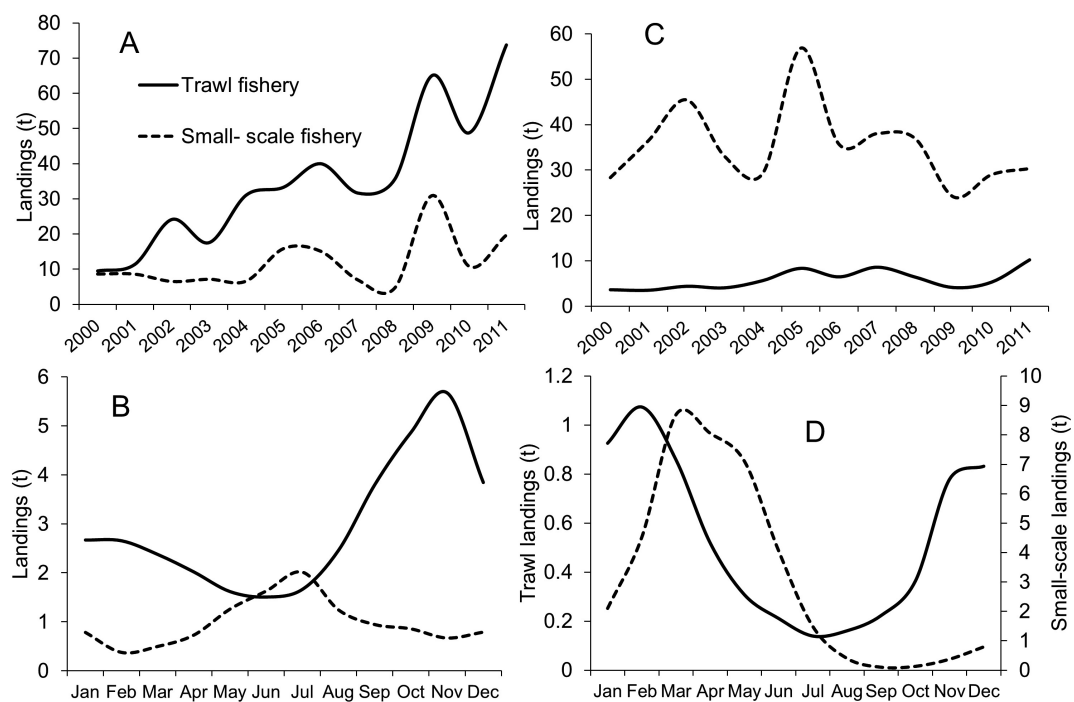 A
Trawl fishery
Small- scale fishery
Landings (t)
80
70
60
50
40
30
20
10
0
2000 2001 2002 2003 2004 2005 2006 2007 2008 2009 2010 2011
C
Landings (t)
60
50
40
30
20
10
0
2000 2001 2002 2003 2004 2005 2006 2007 2008 2009 2010 2011
B
Landings (t)
6
5
4
3
2
1
0
Jan Feb Mar Apr May Jun Jul Aug Sep Oct Nov Dec
D
Trawl landings (t)
1.2
1
0.8
0.6
0.4
0.2
0
10
9
8
7
6
5
4
3
2
1
0
Small-scale landings (t)
Jan Feb Mar Apr May Jun Jul Aug Sep Oct Nov Dec